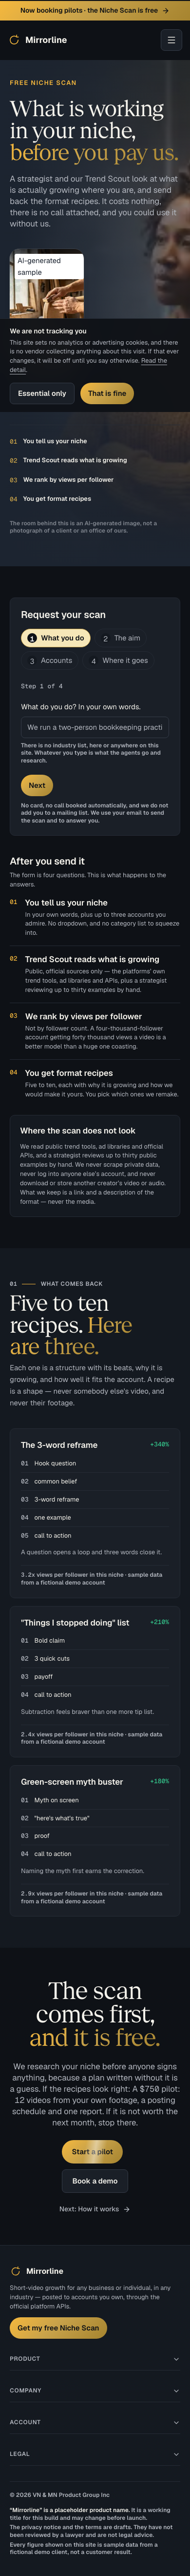 Now booking pilots · the Niche Scan is free →
Mirrorline
FREE NICHE SCAN
What is working
in your niche,
before you pay us.
A strategist and our Trend Scout look at what
is actually growing where you are, and send
back the format recipes. It costs nothing,
there is no call attached, and you could use it
without us.
AI-generated
sample
We are not tracking you
This site sets no analytics or advertising cookies, and there
is no vendor collecting anything about this visit. If that ever
changes, it will be off until you say otherwise. Read the
detail.
Essential only
That is fine
01 You tell us your niche
02 Trend Scout reads what is growing
03 We rank by views per follower
04 You get format recipes
The room behind this is an AI-generated image, not a
photograph of a client or an office of ours.
Request your scan
1 What you do
2 The aim
3 Accounts
4 Where it goes
Step 1 of 4
What do you do? In your own words.
We run a two-person bookkeeping practi
There is no industry list, here or anywhere on this
site. Whatever you type is what the agents go and
research.
Next
No card, no call booked automatically, and we do not
add you to a mailing list. We use your email to send
the scan and to answer you.
After you send it
The form is four questions. This is what happens to the
answers.
01 You tell us your niche
In your own words, plus up to three accounts you
admire. No dropdown, and no category list to squeeze
into.
02 Trend Scout reads what is growing
Public, official sources only — the platforms' own
trend tools, ad libraries and APIs, plus a strategist
reviewing up to thirty examples by hand.
03 We rank by views per follower
Not by follower count. A four-thousand-follower
account getting forty thousand views a video is a
better model than a huge one coasting.
04 You get format recipes
Five to ten, each with why it is growing and how we
would make it yours. You pick which ones we remake.
Where the scan does not look
We read public trend tools, ad libraries and official
APIs, and a strategist reviews up to thirty public
examples by hand. We never scrape private data,
never log into anyone else's account, and never
download or store another creator's video or audio.
What we keep is a link and a description of the
format — never the media.
01 WHAT COMES BACK
Five to ten
recipes. Here
are three.
Each one is a structure with its beats, why it is
growing, and how well it fits the account. A recipe
is a shape — never somebody else's video, and
never their footage.
The 3-word reframe +340%
01 Hook question
02 common belief
03 3-word reframe
04 one example
05 call to action
A question opens a loop and three words close it.
3.2x views per follower in this niche · sample data
from a fictional demo account
"Things I stopped doing" list +210%
01 Bold claim
02 3 quick cuts
03 payoff
04 call to action
Subtraction feels braver than one more tip list.
2.4x views per follower in this niche · sample data
from a fictional demo account
Green-screen myth buster +180%
01 Myth on screen
02 "here's what's true"
03 proof
04 call to action
Naming the myth first earns the correction.
2.9x views per follower in this niche · sample data
from a fictional demo account
The scan
comes first,
and it is free.
We research your niche before anyone signs
anything, because a plan written without it is
a guess. If the recipes look right: A $750 pilot:
12 videos from your own footage, a posting
schedule and one report. If it is not worth the
next month, stop there.
Start a pilot
Book a demo
Next: How it works →
Mirrorline
Short-video growth for any business or individual, in any
industry — posted to accounts you own, through the
official platform APIs.
Get my free Niche Scan
PRODUCT
COMPANY
ACCOUNT
LEGAL
© 2026 VN & MN Product Group Inc
"Mirrorline" is a placeholder product name. It is a working
title for this build and may change before launch.
The privacy notice and the terms are drafts. They have not
been reviewed by a lawyer and are not legal advice.
Every figure shown on this site is sample data from a
fictional demo client, not a customer result.